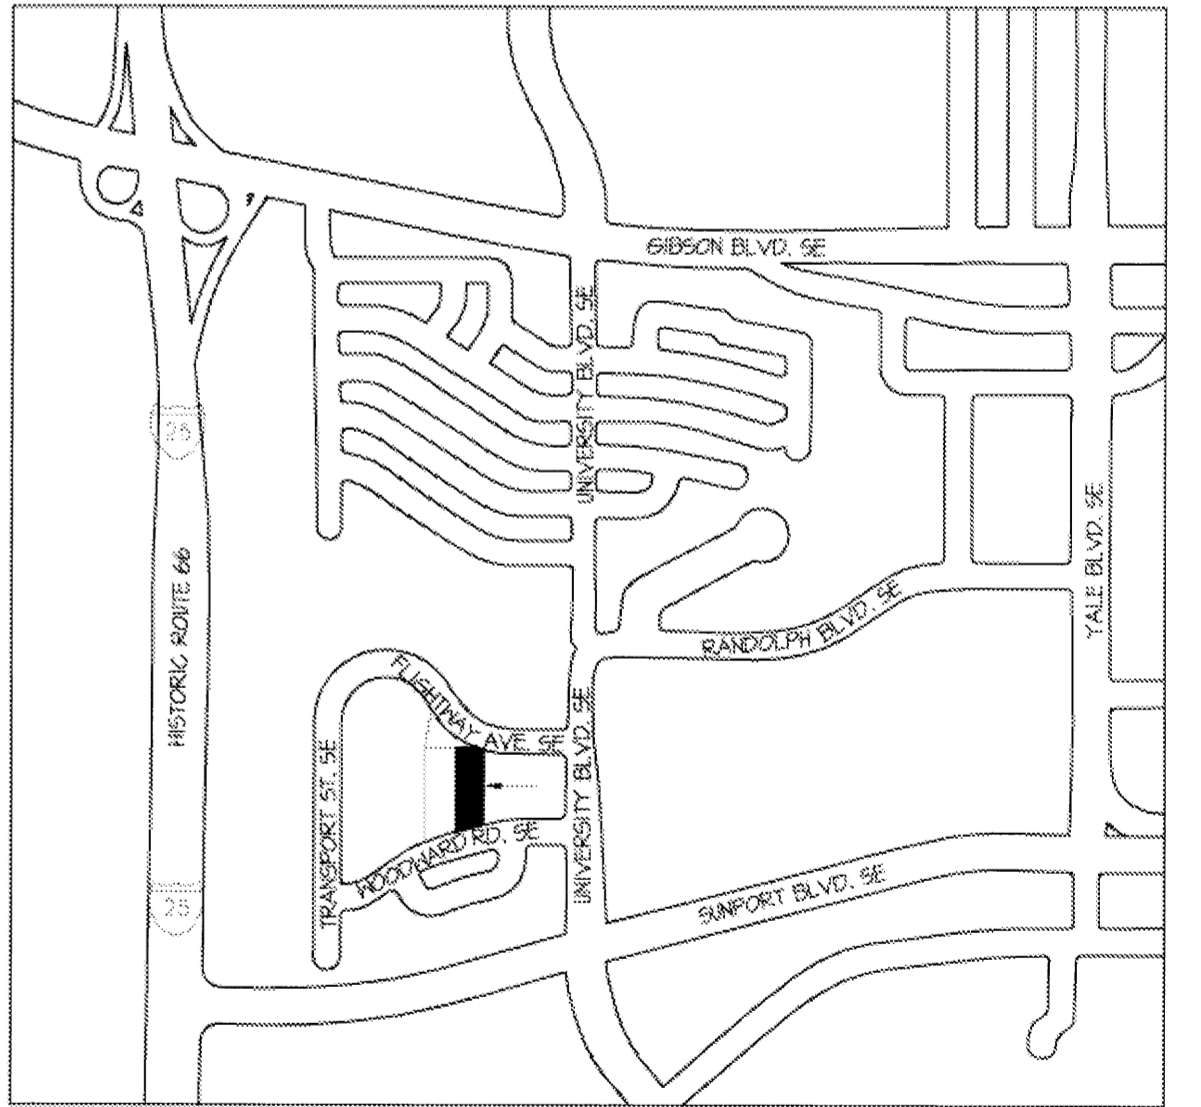 GIBSON BLVD. SE
UNIVERSITY BLVD. SE
25
HISTORIC ROUTE 66
YALE BLVD. SE
RANDOLPH BLVD. SE
FLIGHTWAY AVE. SE
UNIVERSITY BLVD. SE
TRANSPORT ST. SE
WOODWARD RD. SE
SUNPORT BLVD. SE
25